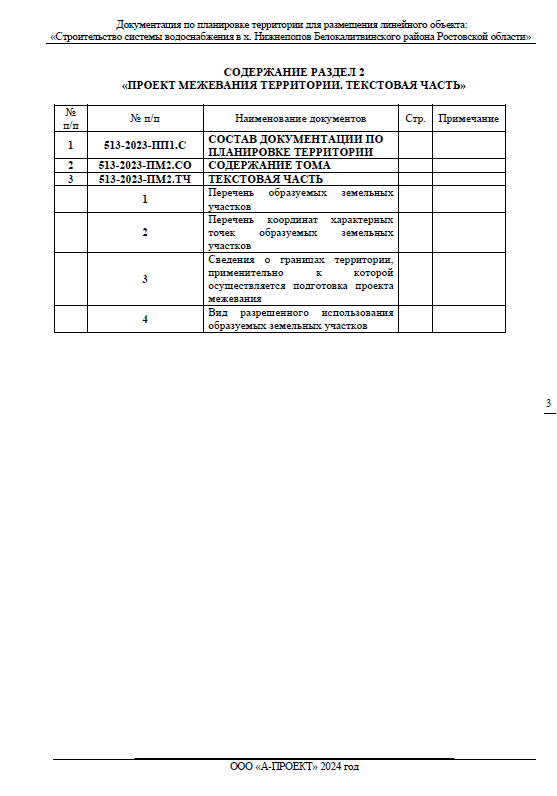 Документация по планировке территории для размещения линейного объекта:
«Строительство системы водоснабжения в х. Нижнепопов Белокалитвинского района Ростовской области»
СОДЕРЖАНИЕ РАЗДЕЛ 2
«ПРОЕКТ МЕЖЕВАНИЯ ТЕРРИТОРИИ. ТЕКСТОВАЯ ЧАСТЬ»
№ п/п № п/п Наименование документов Стр. Примечание
1 513-2023-ПП1.С СОСТАВ ДОКУМЕНТАЦИИ ПО
ПЛАНИРОВКЕ ТЕРРИТОРИИ
2 513-2023-ПМ2.СО СОДЕРЖАНИЕ ТОМА
3 513-2023-ПМ2.ТЧ ТЕКСТОВАЯ ЧАСТЬ
1 Перечень образуемых земельных
участков
2 Перечень координат характерных
точек образуемых земельных
участков
3 Сведения о границах территории,
применительно к которой
осуществляется подготовка проекта
межевания
4 Вид разрешенного использования
образуемых земельных участков
3
ООО «А-ПРОЕКТ» 2024 год